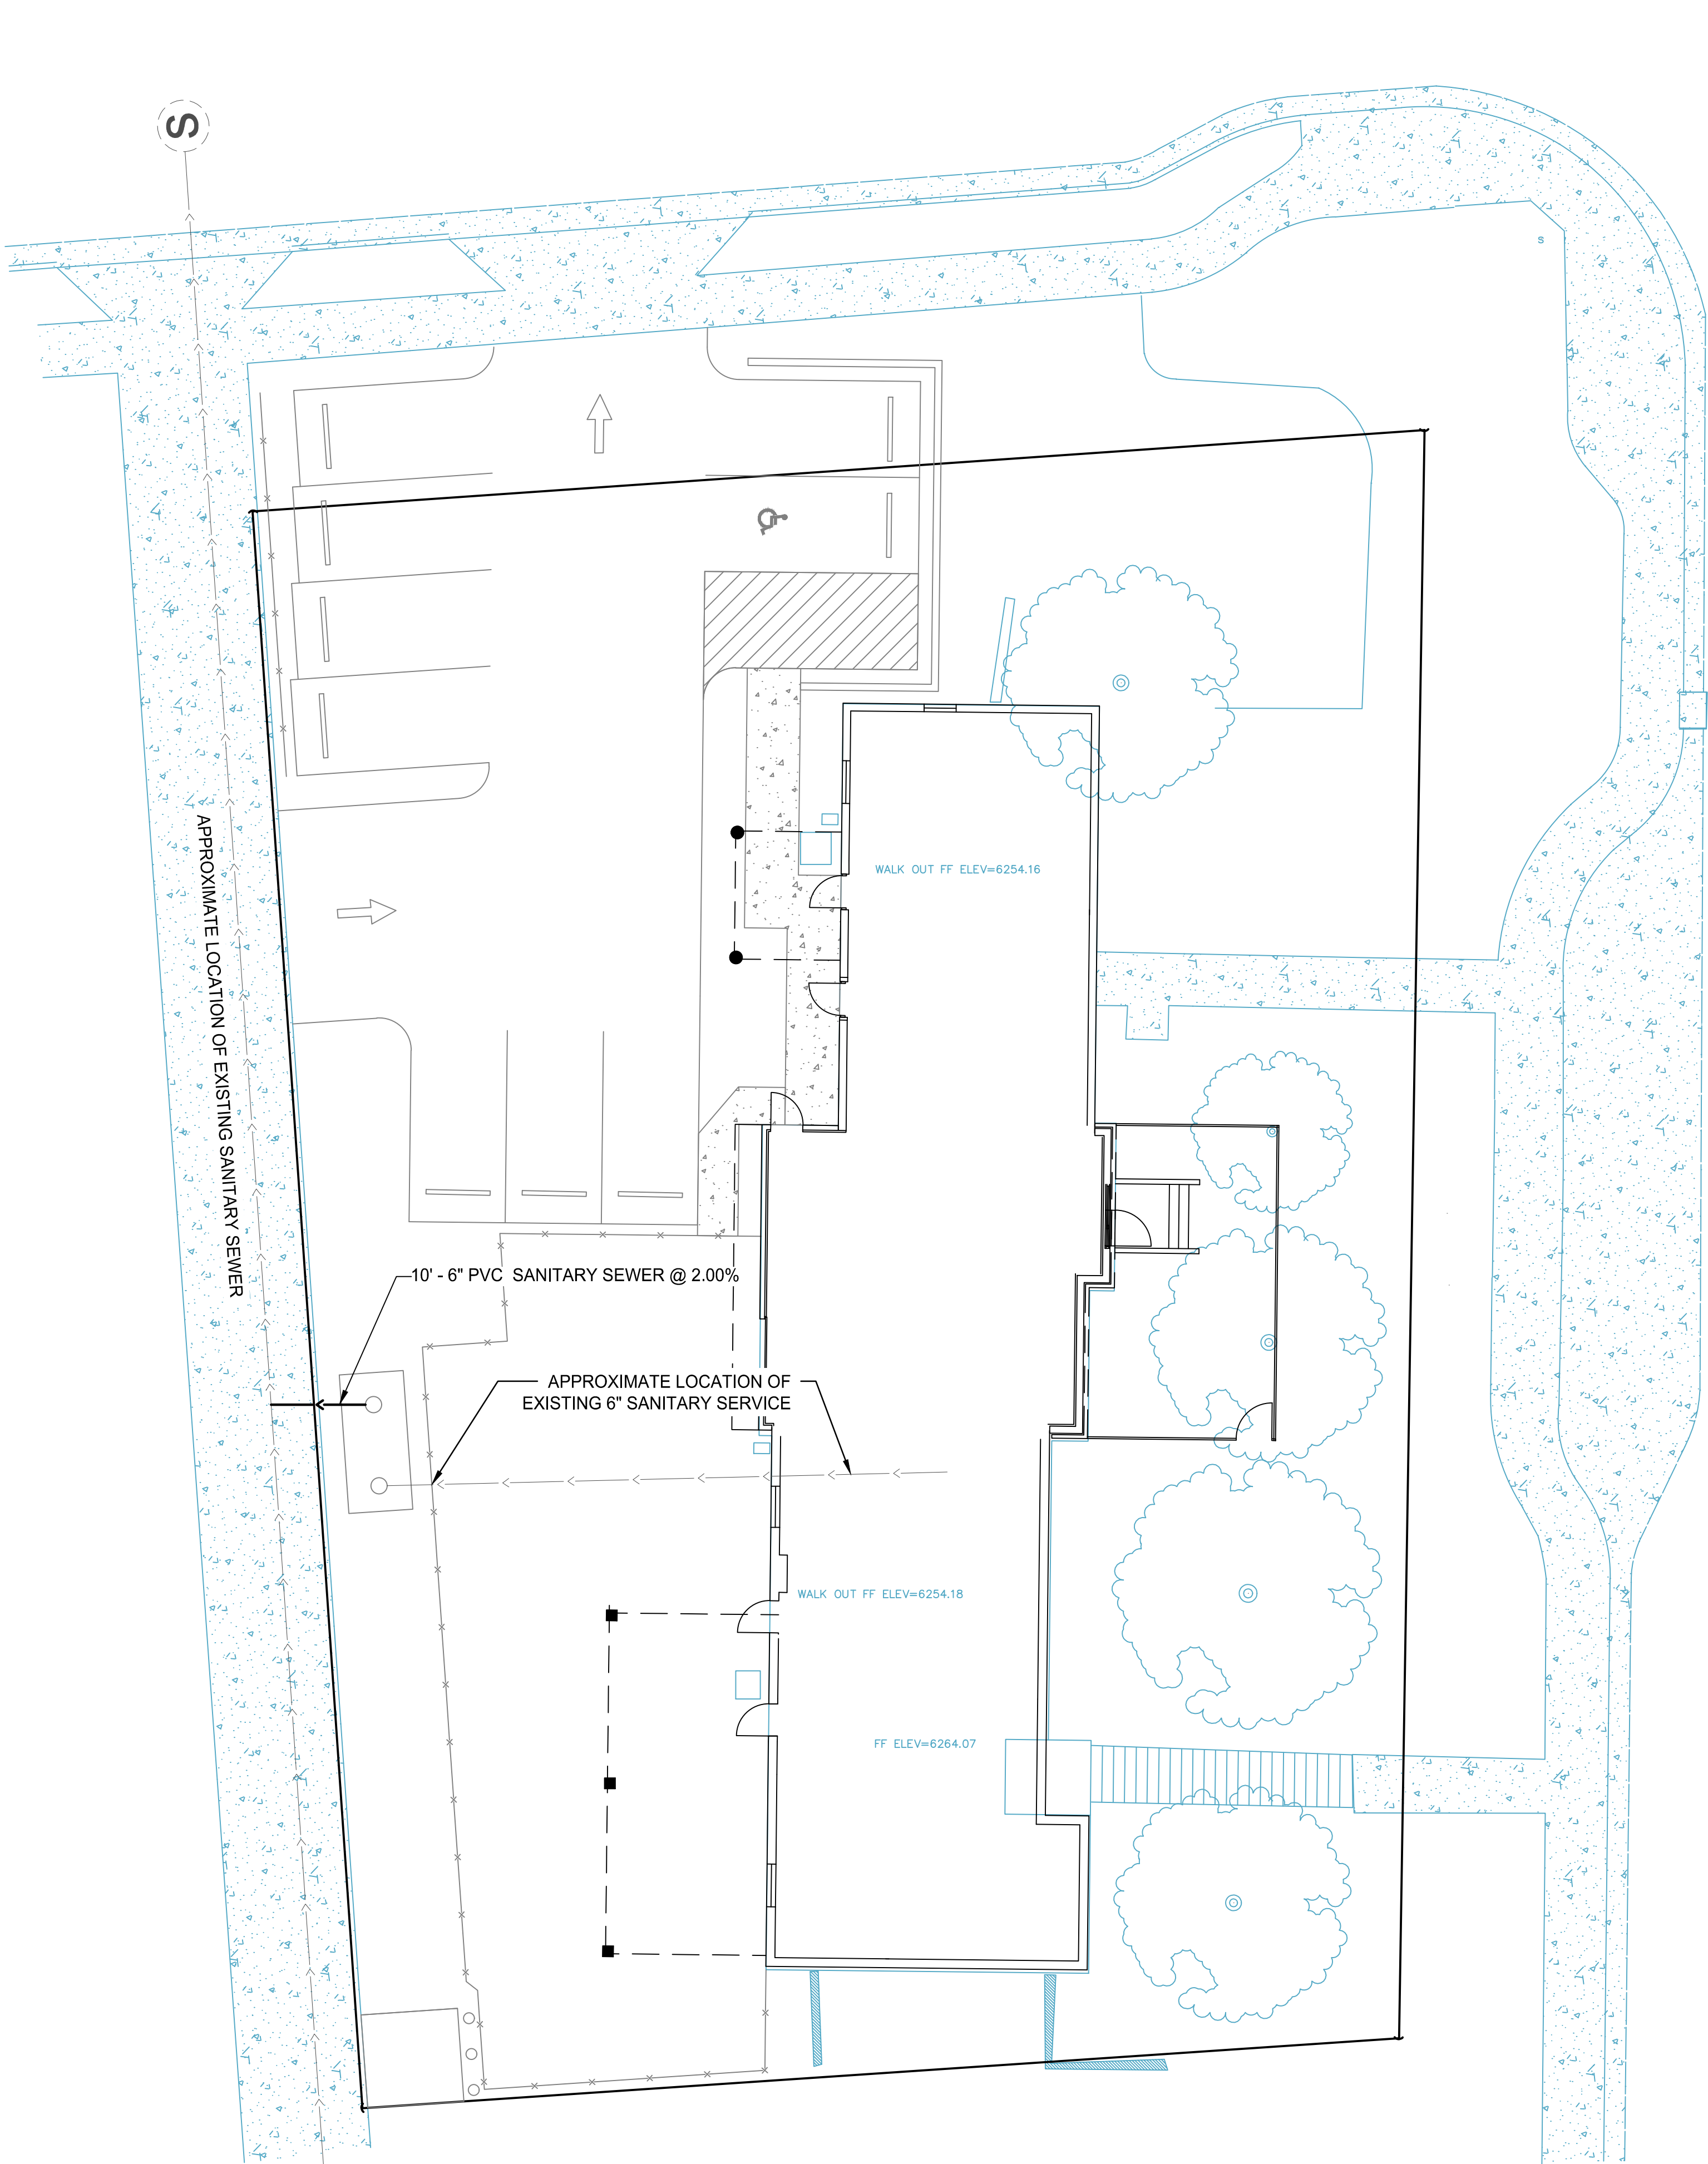 S
S
WALK OUT FF ELEV=6254.16
APPROXIMATE LOCATION OF EXISTING SANITARY SEWER
10' - 6" PVC SANITARY SEWER @ 2.00%
APPROXIMATE LOCATION OF
EXISTING 6" SANITARY SERVICE
WALK OUT FF ELEV=6254.18
FF ELEV=6264.07